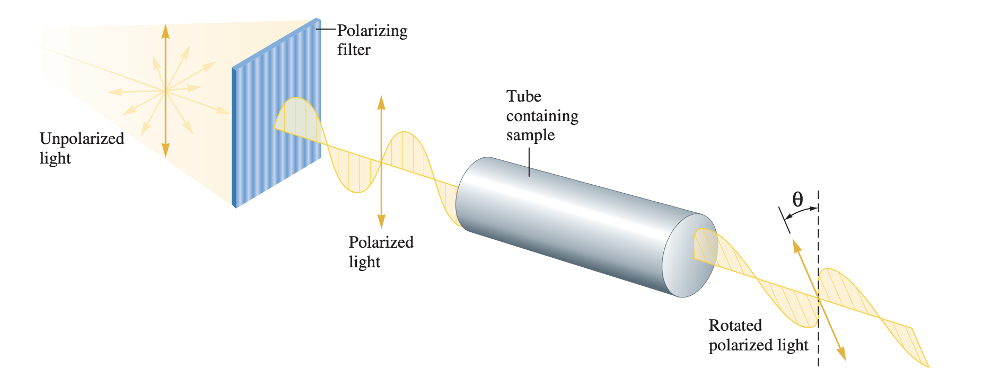 Polarizing
filter
Unpolarized
light
Polarized
light
Tube
containing
sample
θ
Rotated
polarized light